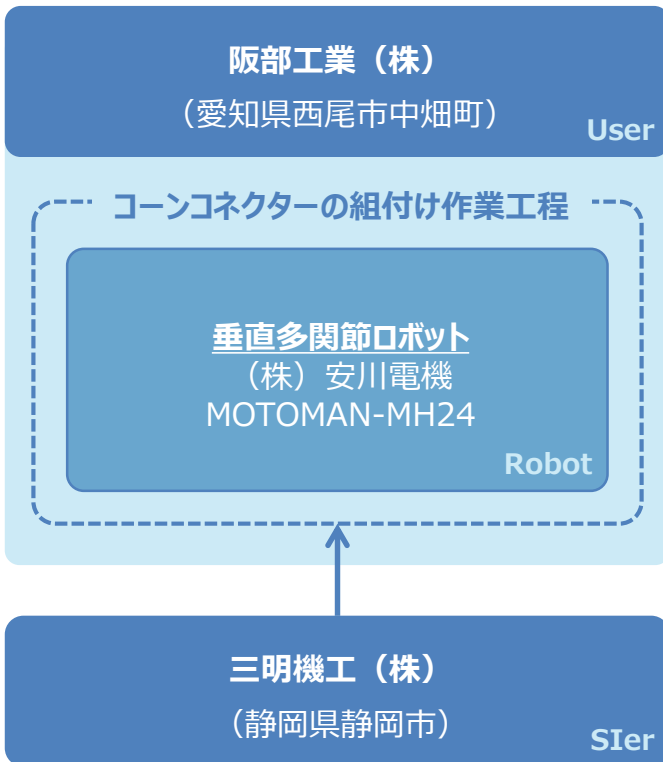 阪部工業（株）
（愛知県西尾市中畑町）
User
コーンコネクターの組付け作業工程
垂直多関節ロボット
（株）安川電機
MOTOMAN-MH24
Robot
三明機工（株）
（静岡県静岡市）
SIer